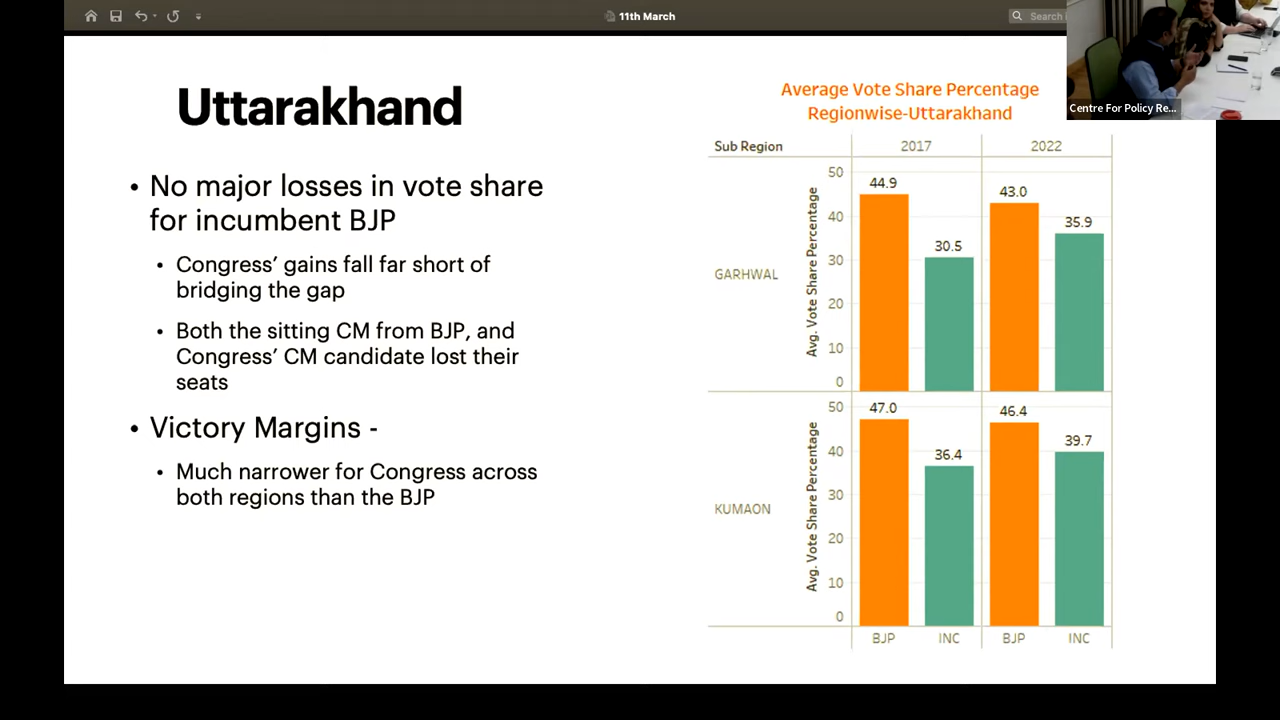 11th March
Search i
Centre For Policy Re...
Uttarakhand
• No major losses in vote share
for incumbent BJP
• Congress’ gains fall far short of
bridging the gap
• Both the sitting CM from BJP, and
Congress’ CM candidate lost their
seats
• Victory Margins -
• Much narrower for Congress across
both regions than the BJP
Average Vote Share Percentage
Regionwise-Uttarakhand
Sub Region 2017 2022
GARHWAL
Avg. Vote Share Percentage
50
40
30
20
10
0
44.9
30.5
43.0
35.9
KUMAON
Avg. Vote Share Percentage
50
40
30
20
10
0
47.0
36.4
46.4
39.7
BJP INC BJP INC